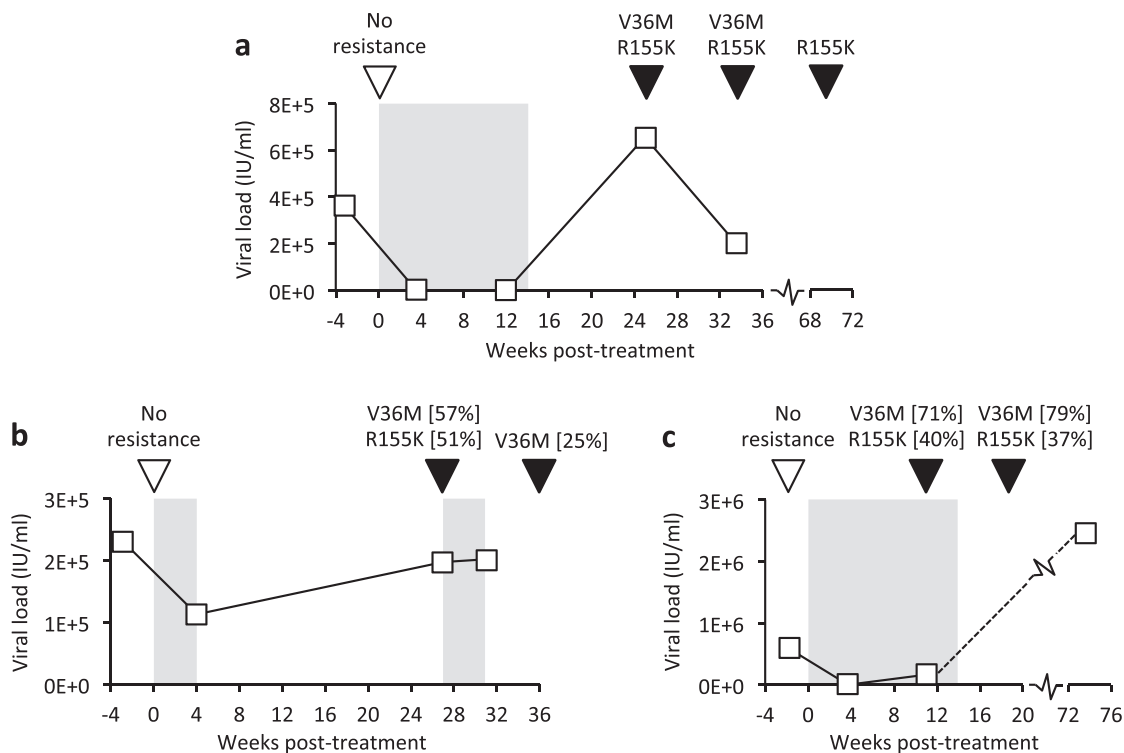 a
No
resistance
V36M
R155K
V36M
R155K
R155K
Viral load (IU/ml)
8E+5
6E+5
4E+5
2E+5
0E+0
-4 0 4 8 12 16 20 24 28 32 36 68 72
Weeks post-treatment
b
No
resistance
V36M [57%]
R155K [51%]
V36M [25%]
Viral load (IU/ml)
3E+5
2E+5
1E+5
0E+0
-4 0 4 8 12 16 20 24 28 32 36
Weeks post-treatment
c
No
resistance
V36M [71%]
R155K [40%]
V36M [79%]
R155K [37%]
Viral load (IU/ml)
3E+6
2E+6
1E+6
0E+0
-4 0 4 8 12 16 20 72 76
Weeks post-treatment